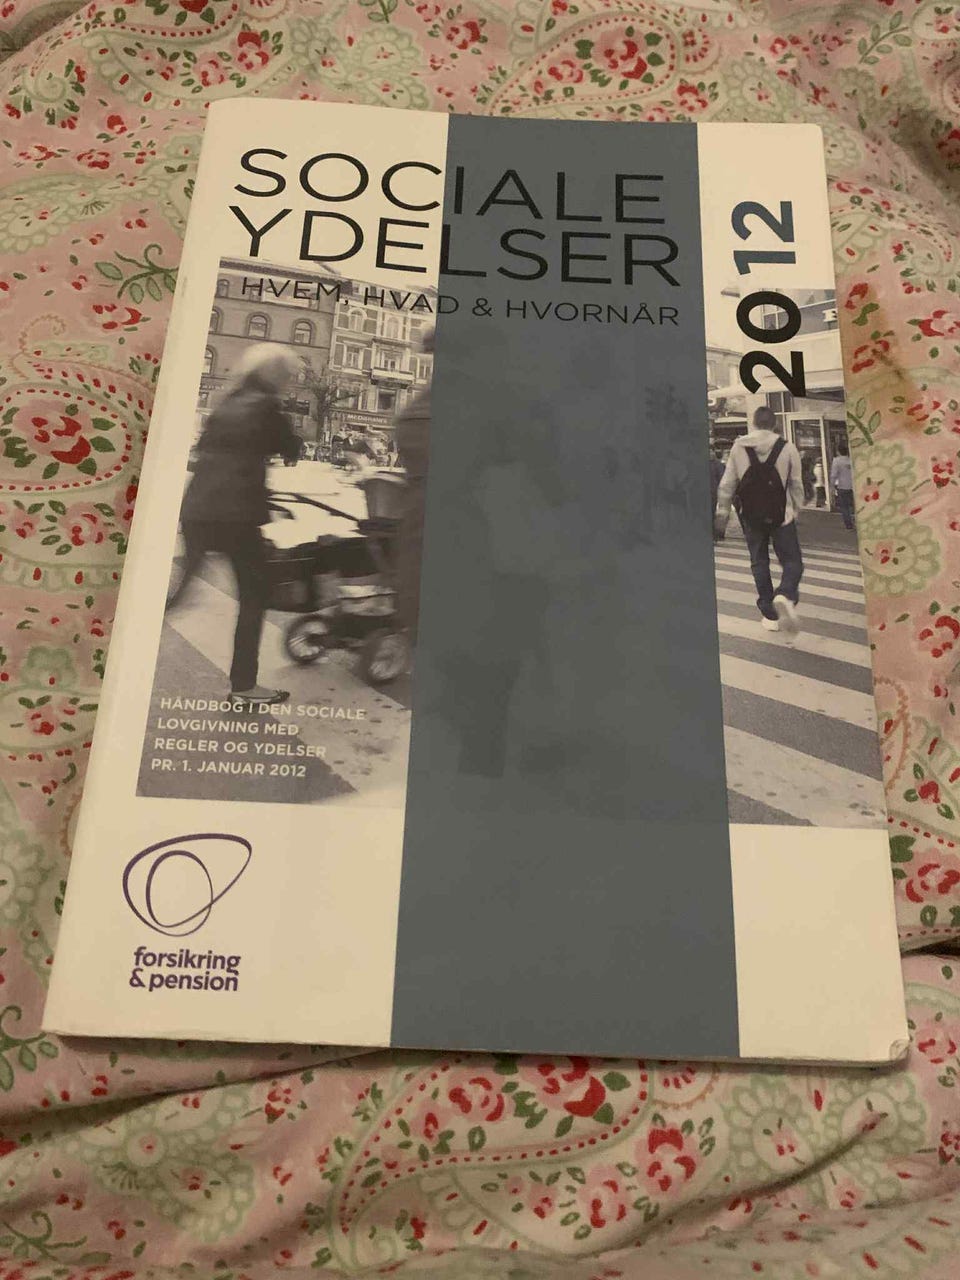 SOCIALE
YDELSER
HVEM, HVAD & HVORNÅR
2012
McDonald's
HÅNDBOG I DEN SOCIALE
LOVGIVNING MED
REGLER OG YDELSER
PR. 1. JANUAR 2012
forsikring
& pension